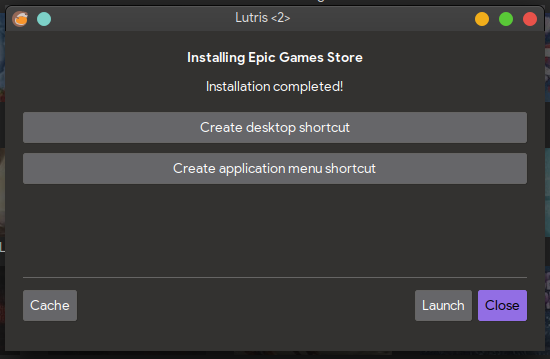 Lutris <2>
Installing Epic Games Store
Installation completed!
Create desktop shortcut
Create application menu shortcut
L
Cache
Launch
Close